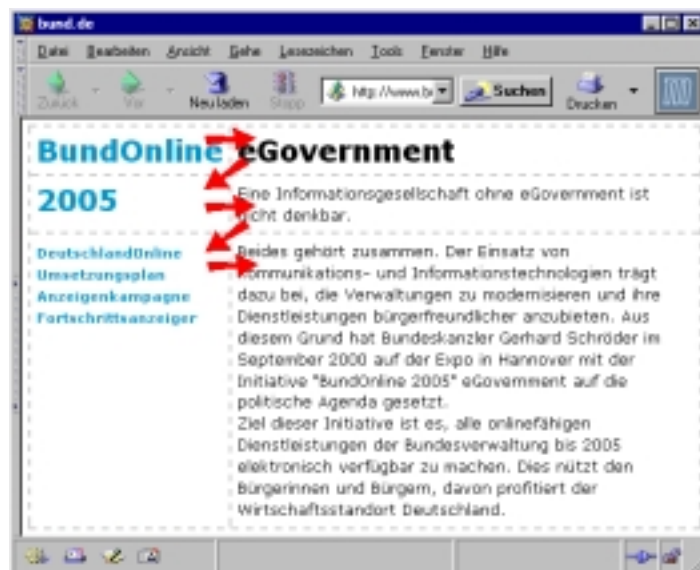 bund.de
Datei Bearbeiten Ansicht Gehe Lesezeichen Tools Fenster Hilfe
Zurück Vor Neu laden Stopp http://www.b Suchen Drucken
BundOnline eGovernment
2005
Eine Informationsgesellschaft ohne eGovernment ist
nicht denkbar.
DeutschlandOnline
Umsetzungsplan
Anzeigenkampagne
Fortschrittsanzeiger
Beides gehört zusammen. Der Einsatz von
Kommunikations- und Informationstechnologien trägt
dazu bei, die Verwaltungen zu modernisieren und ihre
Dienstleistungen bürgerfreundlicher anzubieten. Aus
diesem Grund hat Bundeskanzler Gerhard Schröder im
September 2000 auf der Expo in Hannover mit der
Initiative "BundOnline 2005" eGovernment auf die
politische Agenda gesetzt.
Ziel dieser Initiative ist es, alle onlinefähigen
Dienstleistungen der Bundesverwaltung bis 2005
elektronisch verfügbar zu machen. Dies nützt den
Bürgerinnen und Bürgern, davon profitiert der
Wirtschaftsstandort Deutschland.